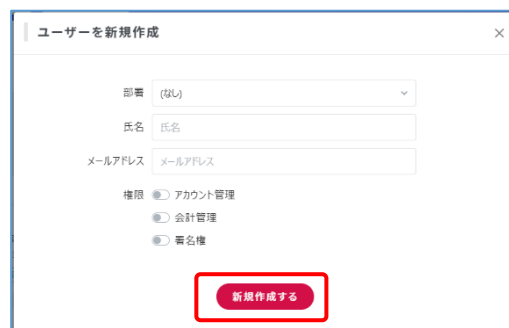 ユーザーを新規作成
部署 (なし)
氏名 氏名
メールアドレス メールアドレス
権限 アカウント管理
会計管理
署名権
新規作成する